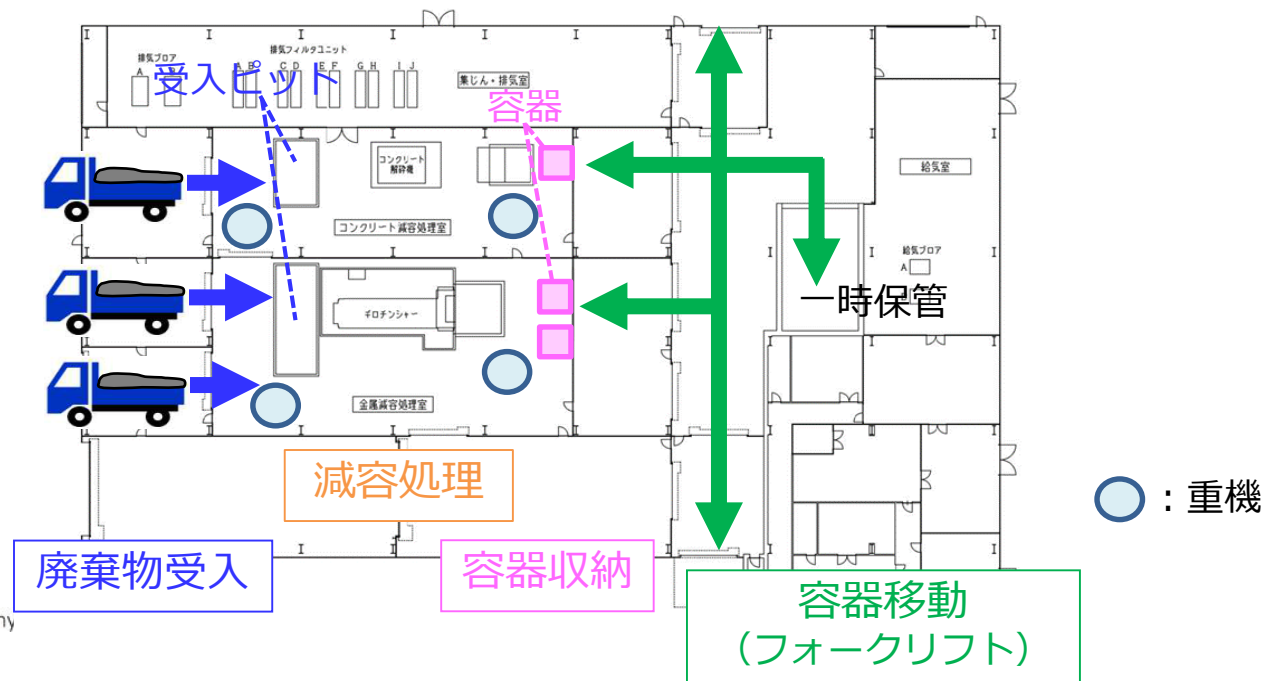 排気ブロア
A
排気フィルタユニット
A B C D E F G H I J
集じん・排気室
受入ピット
容器
コンクリート
解砕機
給気室
コンクリート減容処理室
給気ブロア
A
一時保管
ギロチンシャー
金属減容処理室
減容処理
:重機
廃棄物受入
容器収納
容器移動
(フォークリフト)